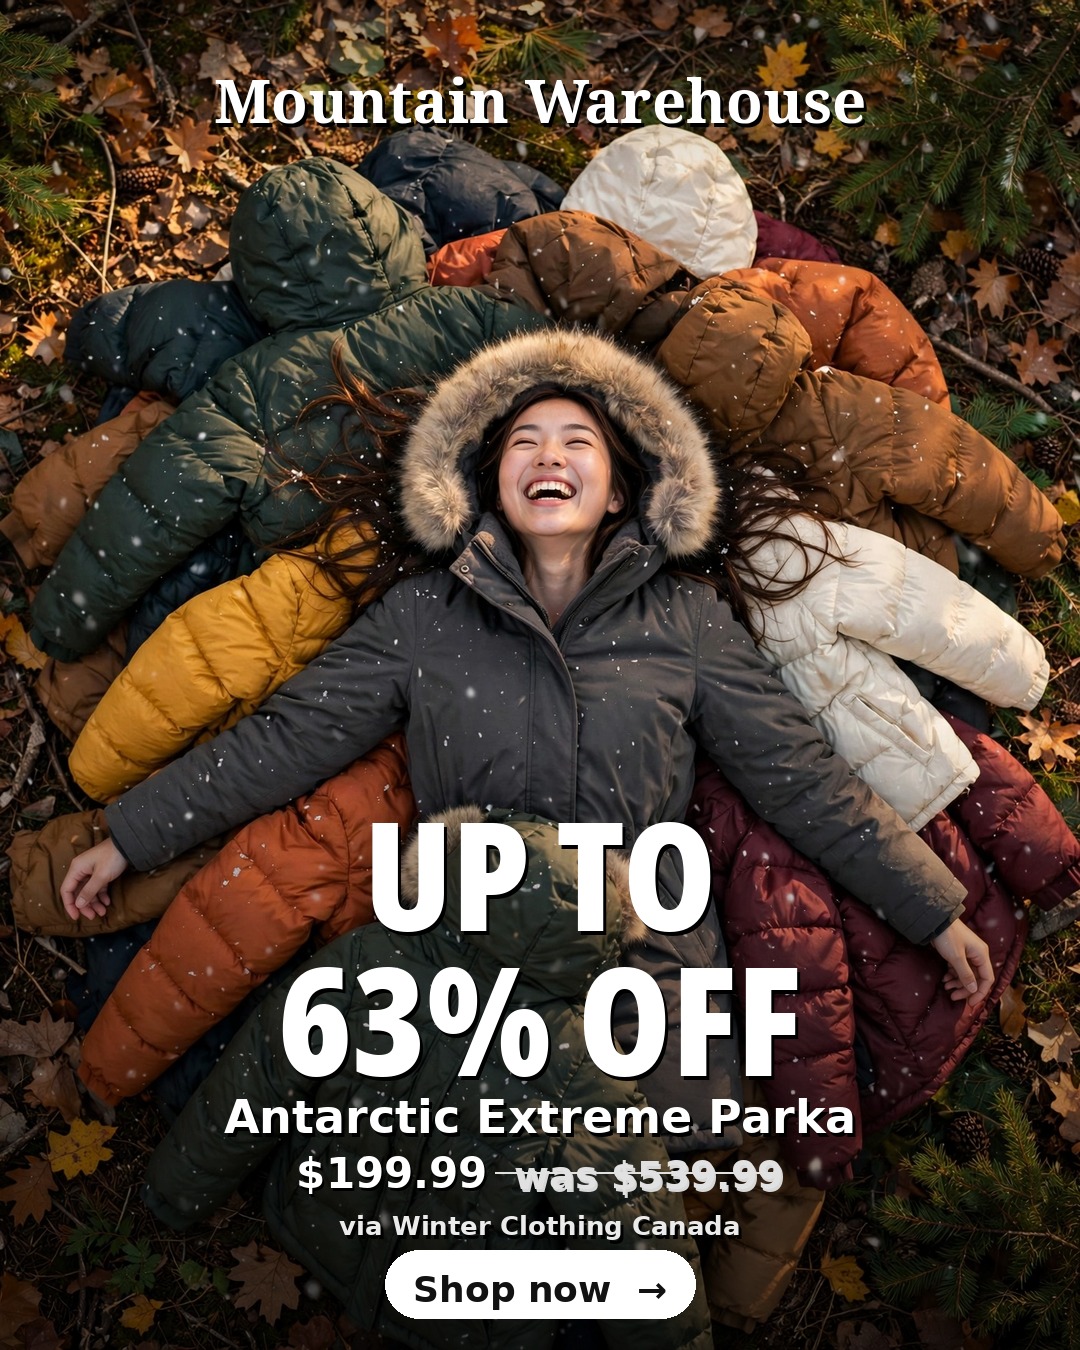 Mountain Warehouse
UP TO
63% OFF
Antarctic Extreme Parka
$199.99 was $539.99
via Winter Clothing Canada
Shop now →